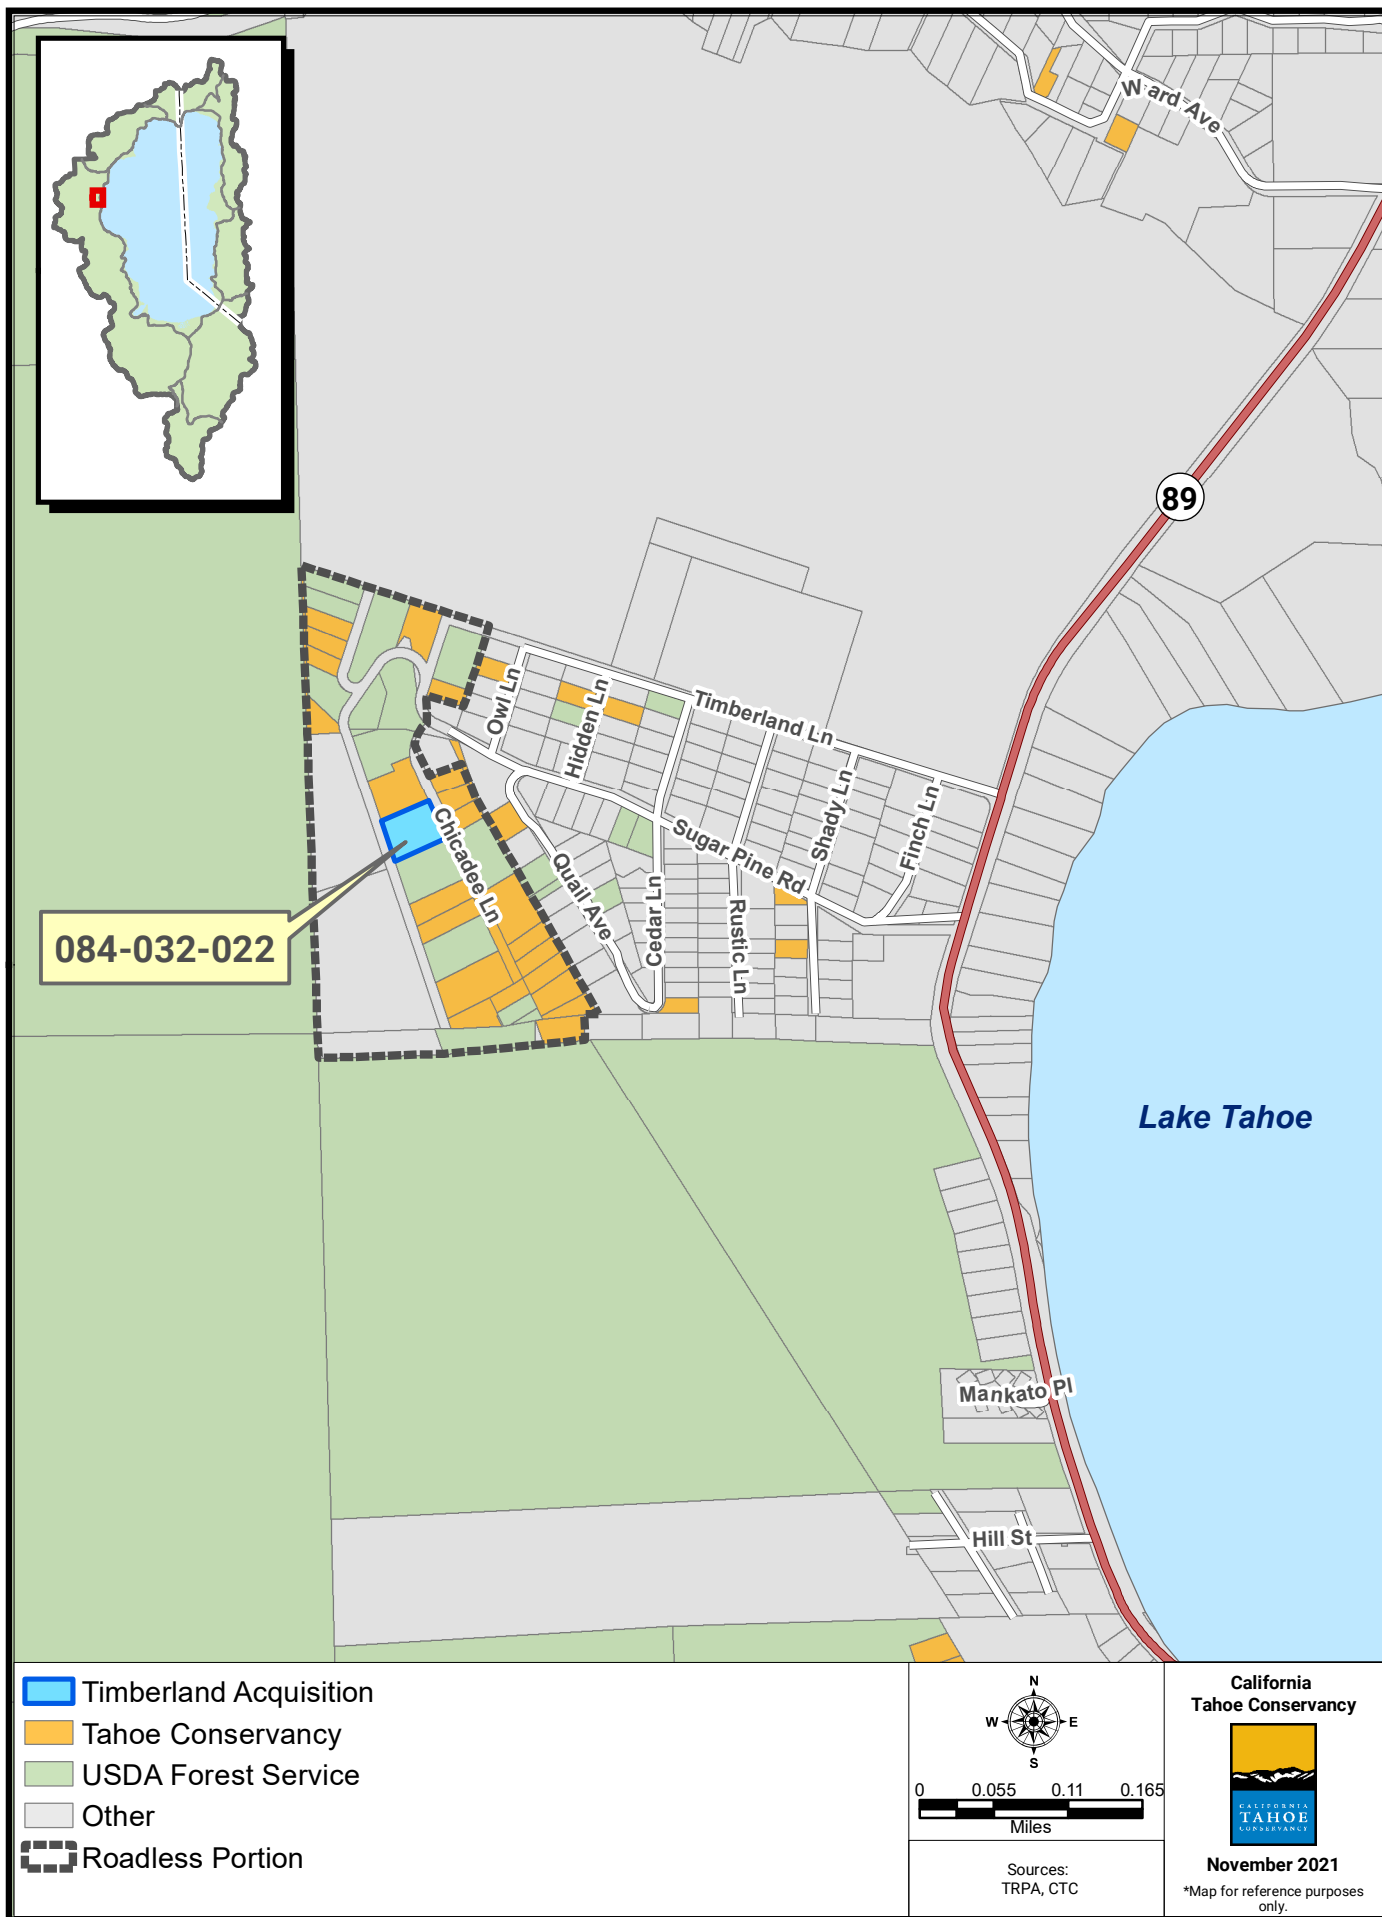 Ward Ave
89
Owl Ln
Hidden Ln
Timberland Ln
Shady Ln
Finch Ln
Sugar Pine Rd
Chicadee Ln
Quail Ave
Cedar Ln
Rustic Ln
084-032-022
Lake Tahoe
Mankato Pl
Hill St
Timberland Acquisition
Tahoe Conservancy
USDA Forest Service
Other
Roadless Portion
N
W E
S
0 0.055 0.11 0.165
Miles
Sources:
TRPA, CTC
California
Tahoe Conservancy
CALIFORNIA
TAHOE
CONSERVANCY
November 2021
*Map for reference purposes
only.